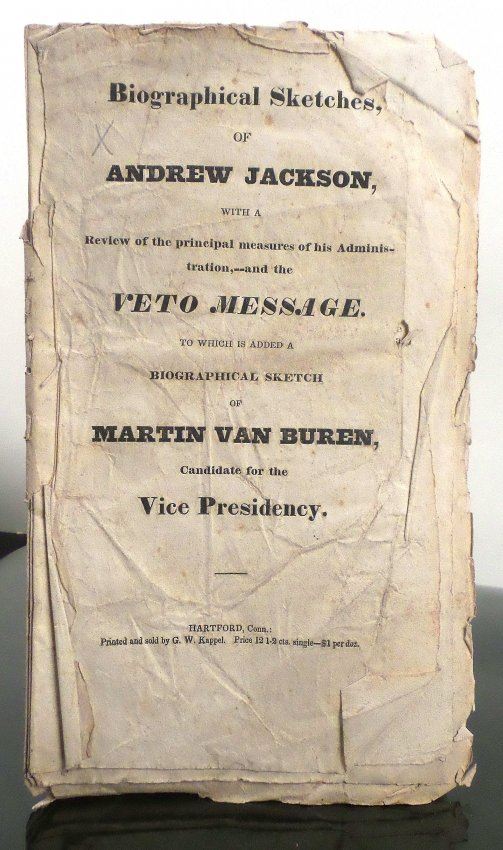 Biographical Sketches,
OF
ANDREW JACKSON,
WITH A
Review of the principal measures of his Adminis-
tration,--and the
VETO MESSAGE.
TO WHICH IS ADDED A
BIOGRAPHICAL SKETCH
OF
MARTIN VAN BUREN,
Candidate for the
Vice Presidency.
HARTFORD, Conn.:
Printed and sold by G. W. Kappel. Price 12 1-2 cts. single—$1 per doz.